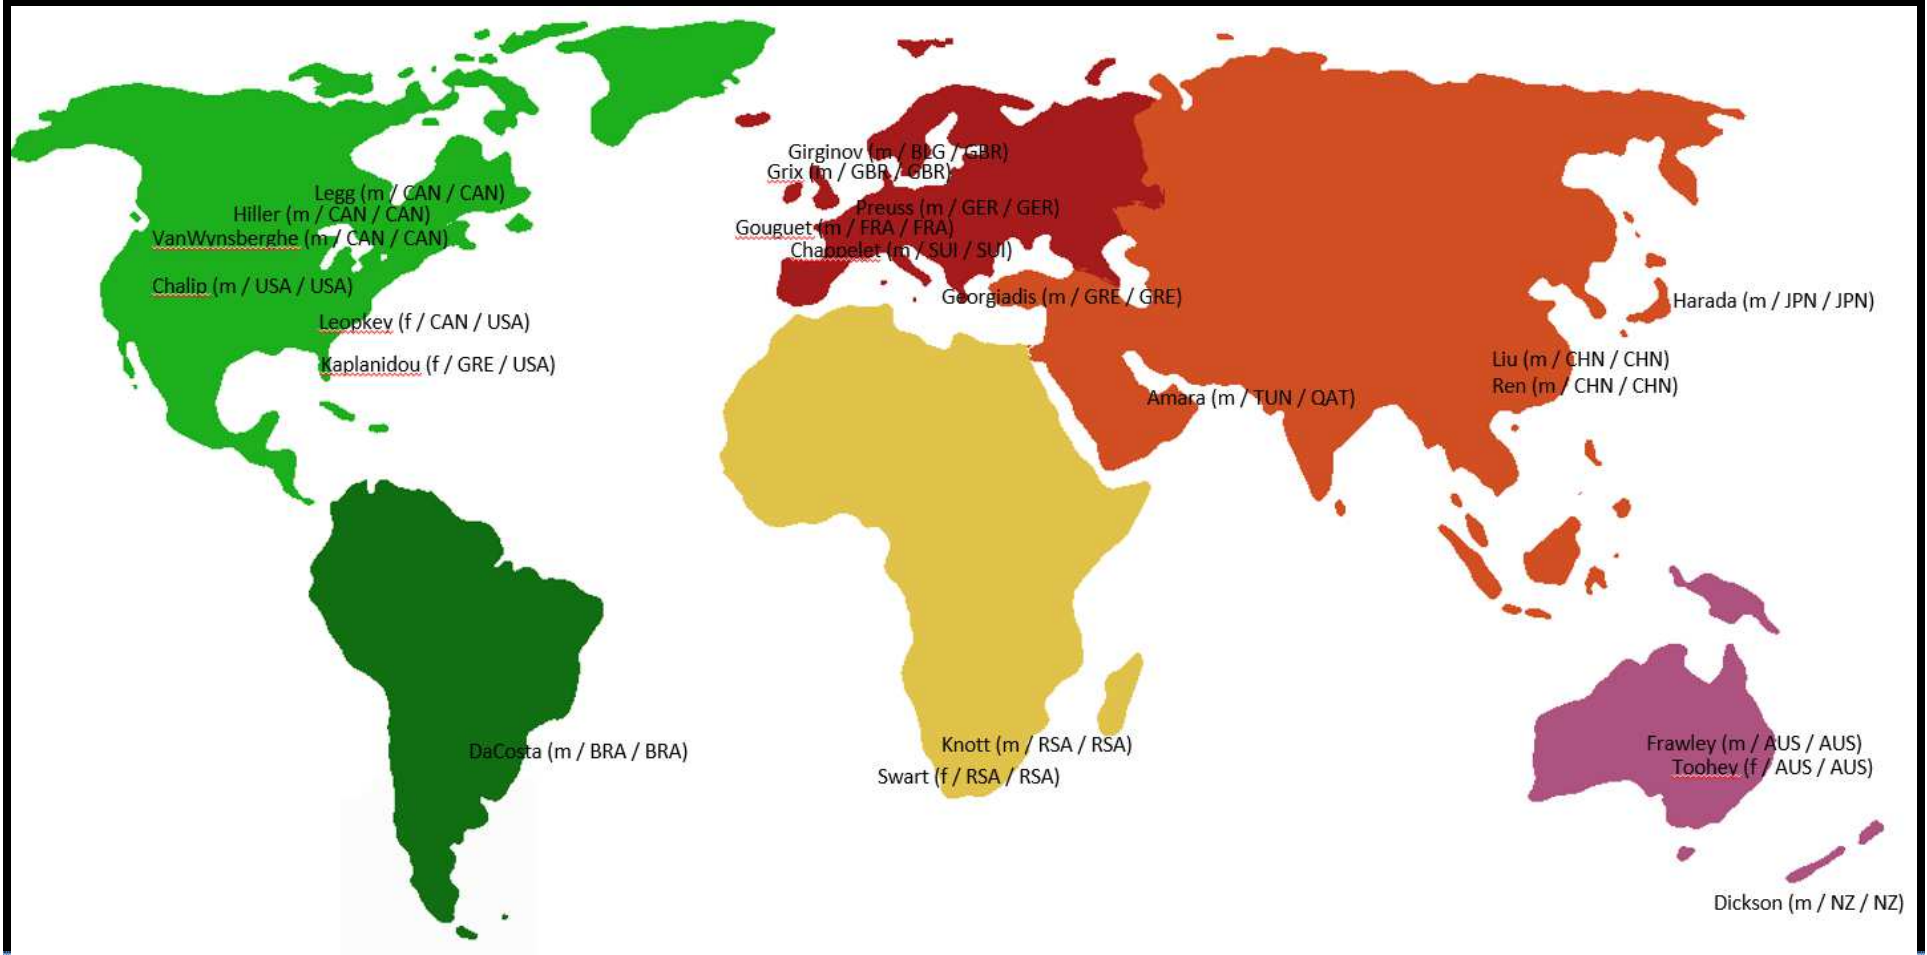 Girginov (m / BLG / GBR)
Grix (m / GBR / GBR)
Legg (m / CAN / CAN)
Hiller (m / CAN / CAN)
VanWynsberghe (m / CAN / CAN)
Preuss (m / GER / GER)
Gouguet (m / FRA / FRA)
Chappelet (m / SUI / SUI)
Chalip (m / USA / USA)
Georgiadis (m / GRE / GRE)
Harada (m / JPN / JPN)
Leopkey (f / CAN / USA)
Kaplanidou (f / GRE / USA)
Liu (m / CHN / CHN)
Ren (m / CHN / CHN)
Amara (m / TUN / QAT)
DaCosta (m / BRA / BRA)
Knott (m / RSA / RSA)
Swart (f / RSA / RSA)
Frawley (m / AUS / AUS)
Toohey (f / AUS / AUS)
Dickson (m / NZ / NZ)